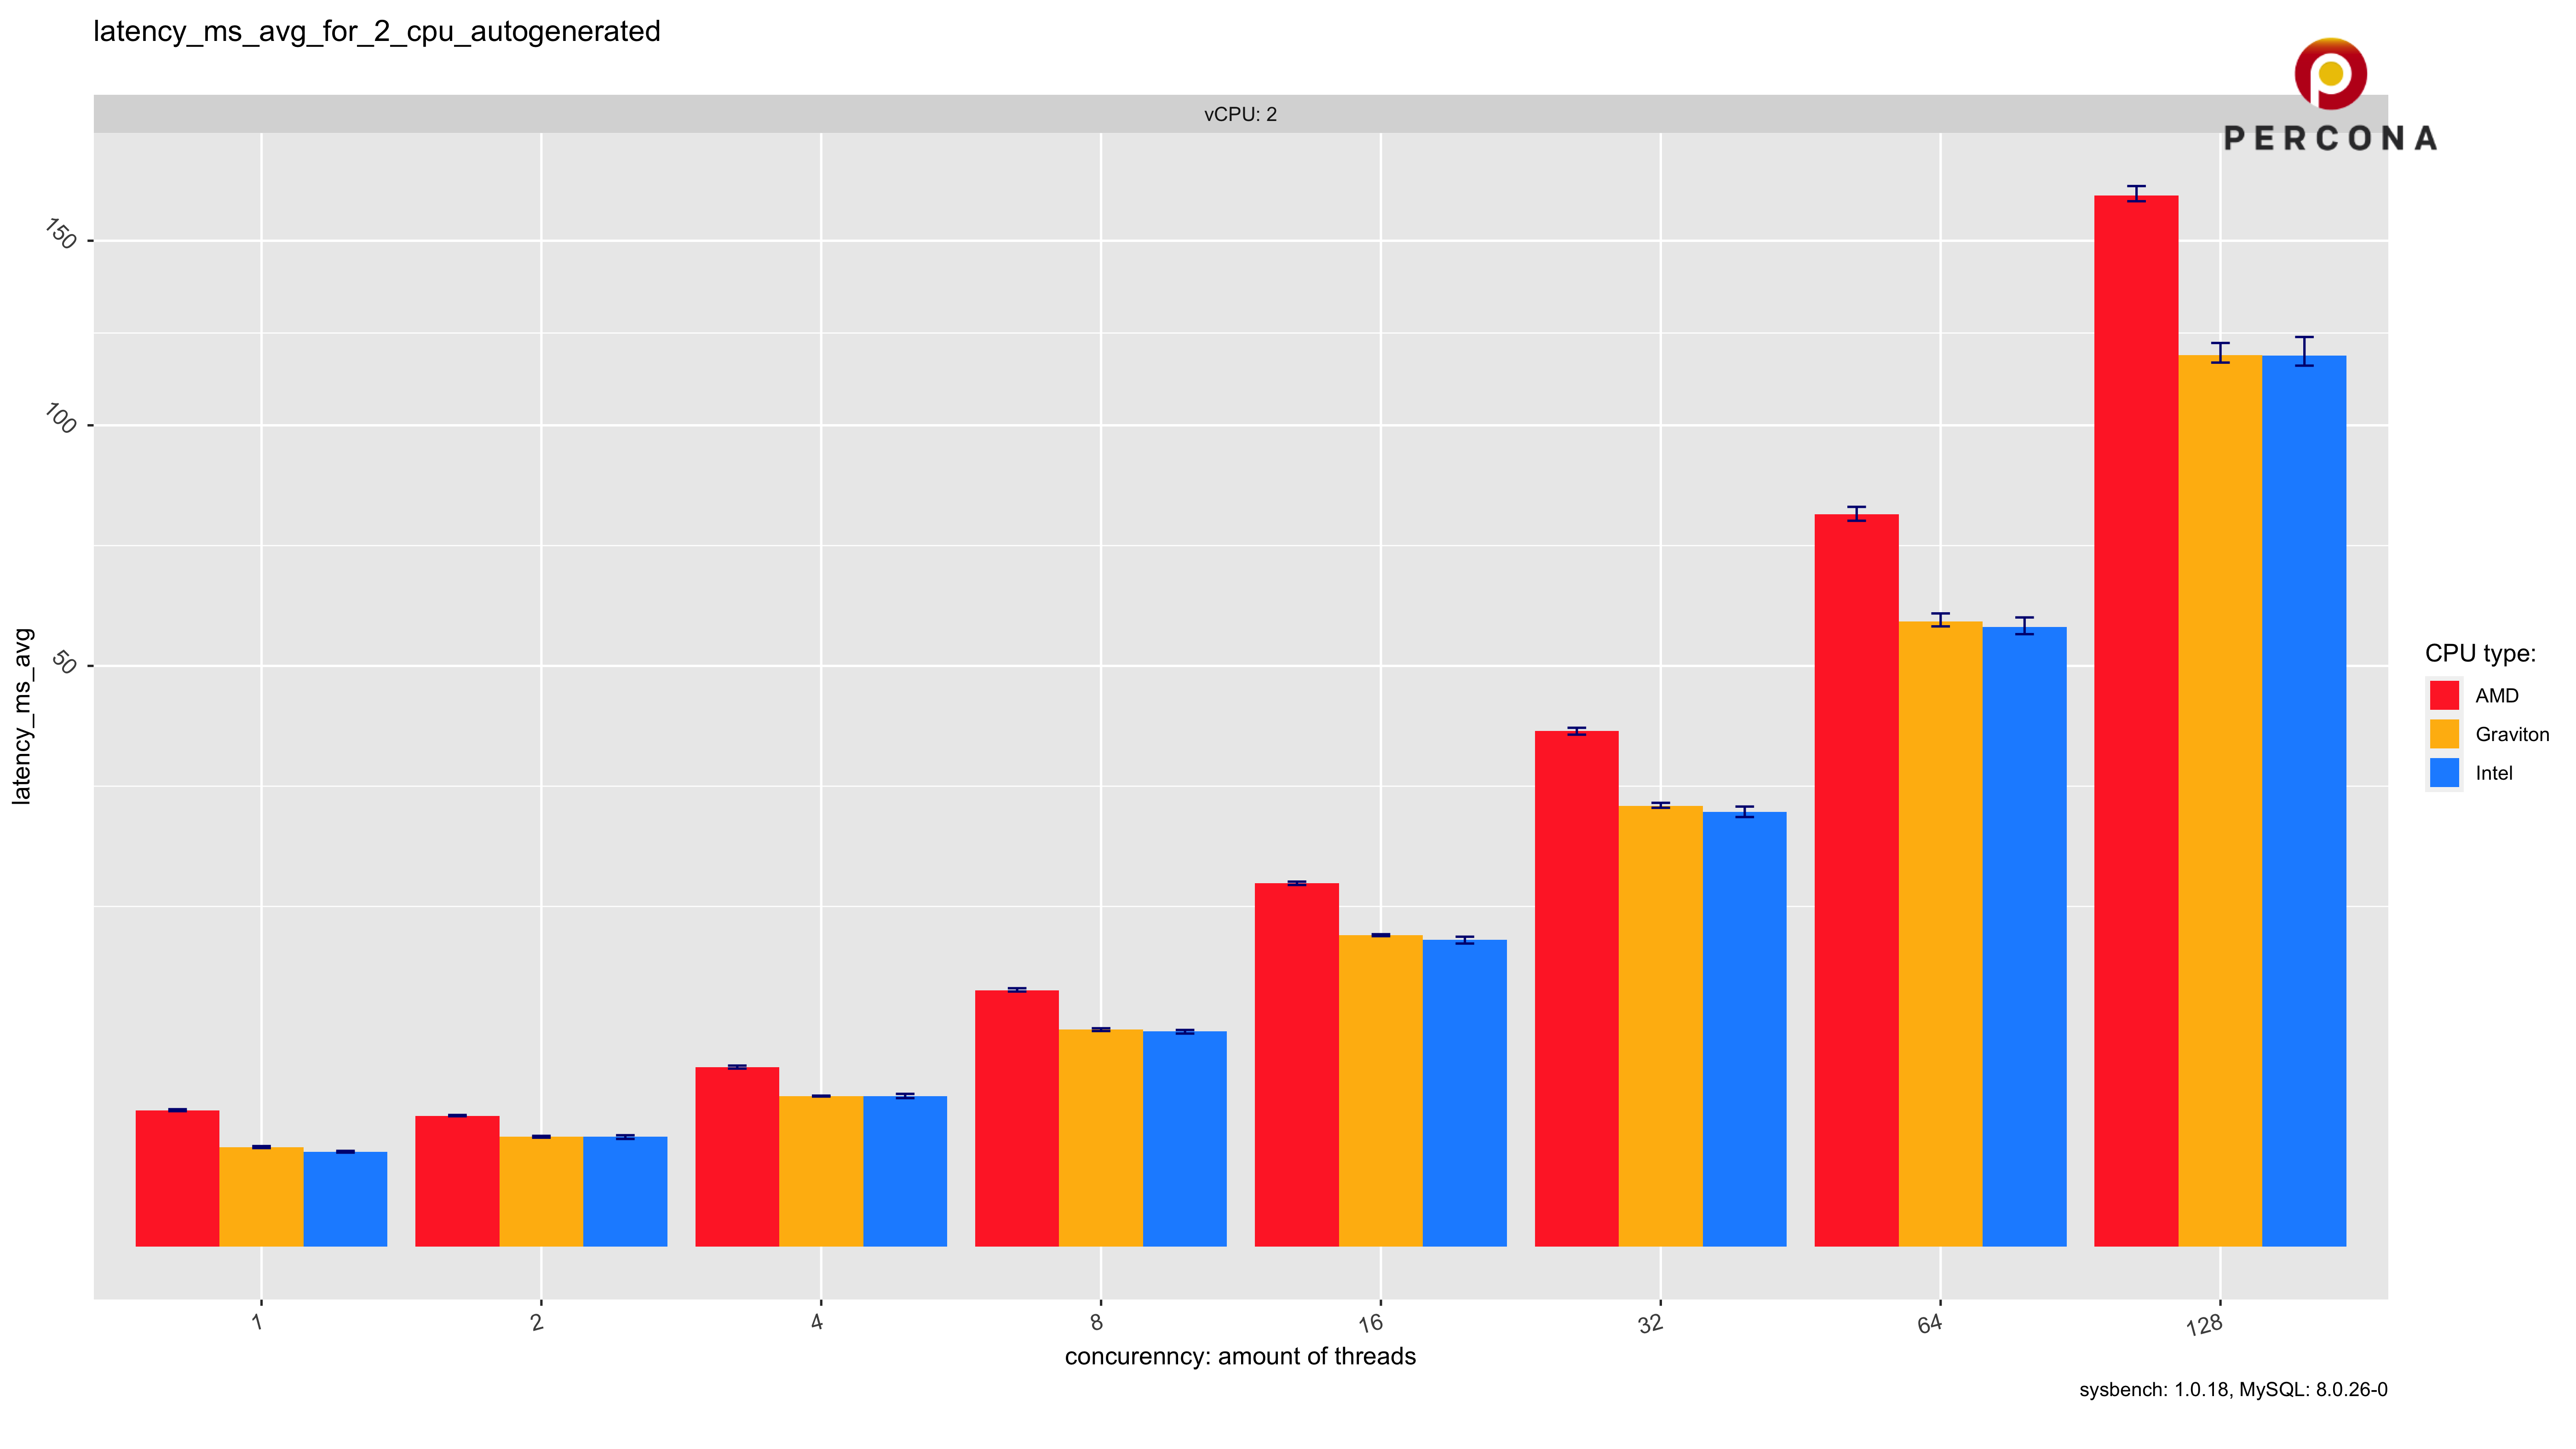 latency_ms_avg_for_2_cpu_autogenerated
PERCONA
vCPU: 2
latency_ms_avg
150
100
50
CPU type:
AMD
Graviton
Intel
1
2
4
8
16
32
64
128
concurenncy: amount of threads
sysbench: 1.0.18, MySQL: 8.0.26-0